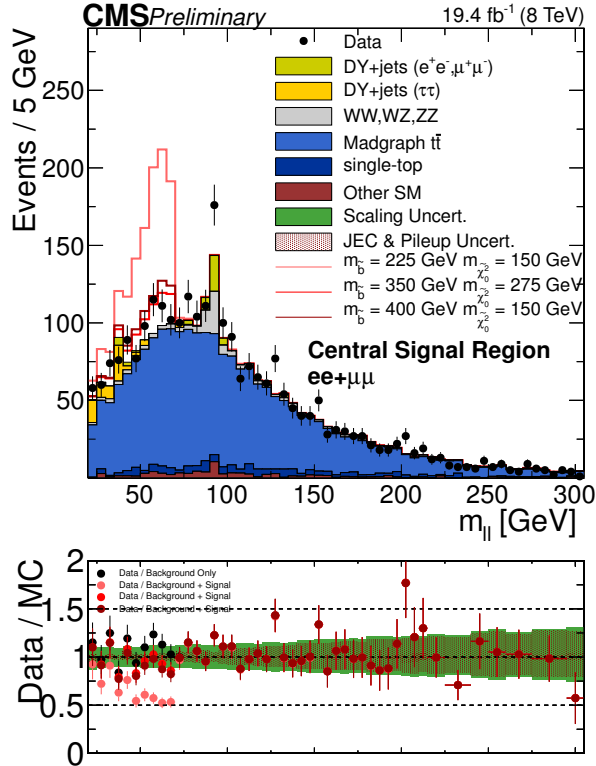 CMS Preliminary 19.4 fb⁻¹ (8 TeV)
Events / 5 GeV
250
200
150
100
50
Data
DY+jets (e⁺e⁻,μ⁺μ⁻)
DY+jets (ττ)
WW,WZ,ZZ
Madgraph tt̄
single-top
Other SM
Scaling Uncert.
JEC & Pileup Uncert.
m_b̃ = 225 GeV m_χ̃⁰₂ = 150 GeV
m_b̃ = 350 GeV m_χ̃⁰₂ = 275 GeV
m_b̃ = 400 GeV m_χ̃⁰₂ = 150 GeV
Central Signal Region
ee+μμ
50 100 150 200 250 300
m_ll [GeV]
Data / MC
2
1.5
1
0.5
0
Data / Background Only
Data / Background + Signal
Data / Background + Signal
Data / Background + Signal